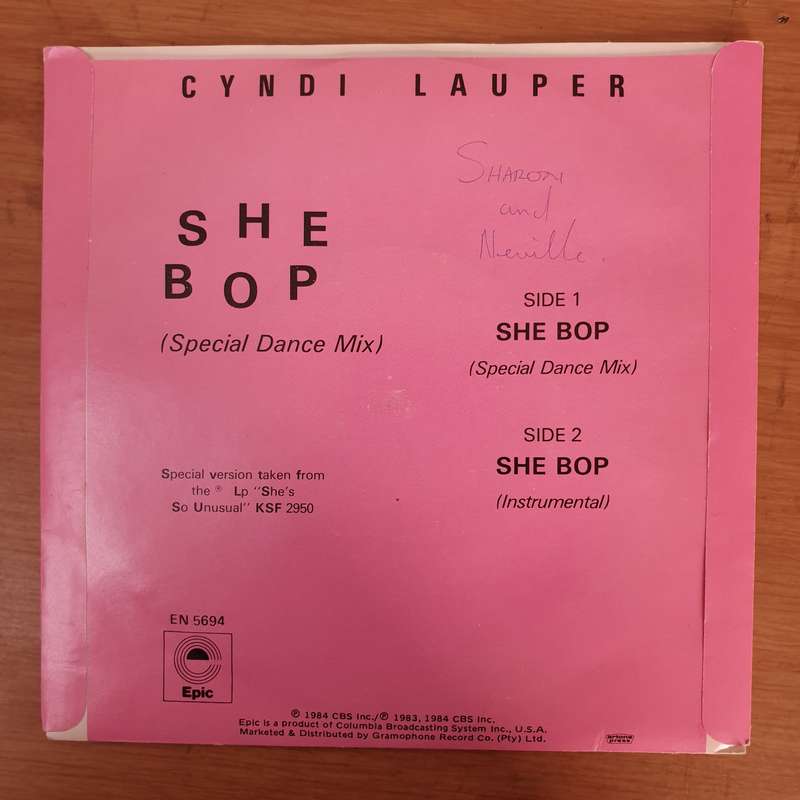 CYNDI LAUPER
SHE
BOP
(Special Dance Mix)
Sharon
and
Neville.
SIDE 1
SHE BOP
(Special Dance Mix)
SIDE 2
SHE BOP
(Instrumental)
Special version taken from
the ® Lp "She's
So Unusual" KSF 2950
EN 5694
Epic
℗ 1984 CBS Inc./℗ 1983, 1984 CBS Inc.
Epic is a product of Columbia Broadcasting System Inc., U.S.A.
Marketed & Distributed by Gramophone Record Co. (Pty) Ltd.
artone
press